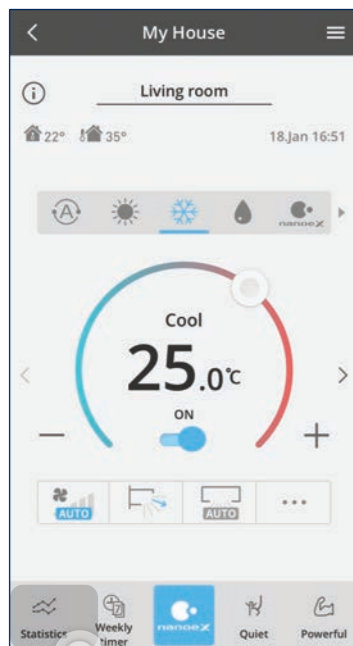 My House
Living room
22° 35° 18.Jan 16:51
A
nanoeX
Cool
25.0°C
ON
AUTO AUTO
Statistics Weekly timer nanoeX Quiet Powerful